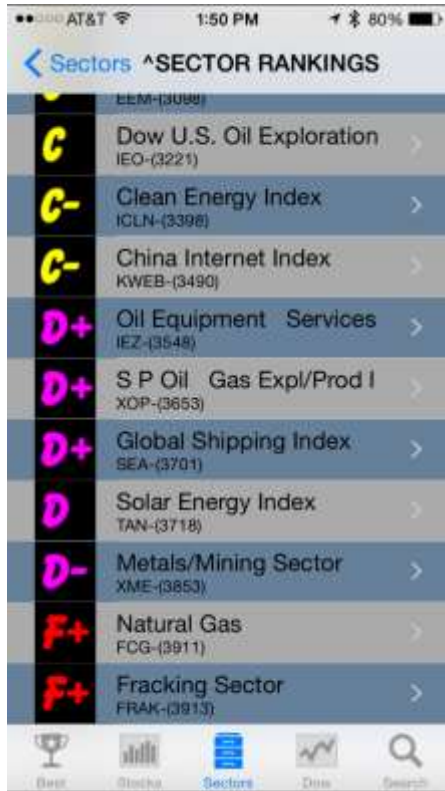 AT&T 1:50 PM 80%
Sectors ^SECTOR RANKINGS
EEM-(3098)
C Dow U.S. Oil Exploration
IEO-(3221)
C- Clean Energy Index
ICLN-(3398)
C- China Internet Index
KWEB-(3490)
D+ Oil Equipment Services
IEZ-(3548)
D+ S P Oil Gas Expl/Prod I
XOP-(3653)
D+ Global Shipping Index
SEA-(3701)
D Solar Energy Index
TAN-(3718)
D- Metals/Mining Sector
XME-(3853)
F+ Natural Gas
FCG-(3911)
F+ Fracking Sector
FRAK-(3913)
Best Stocks Sectors Dow Search